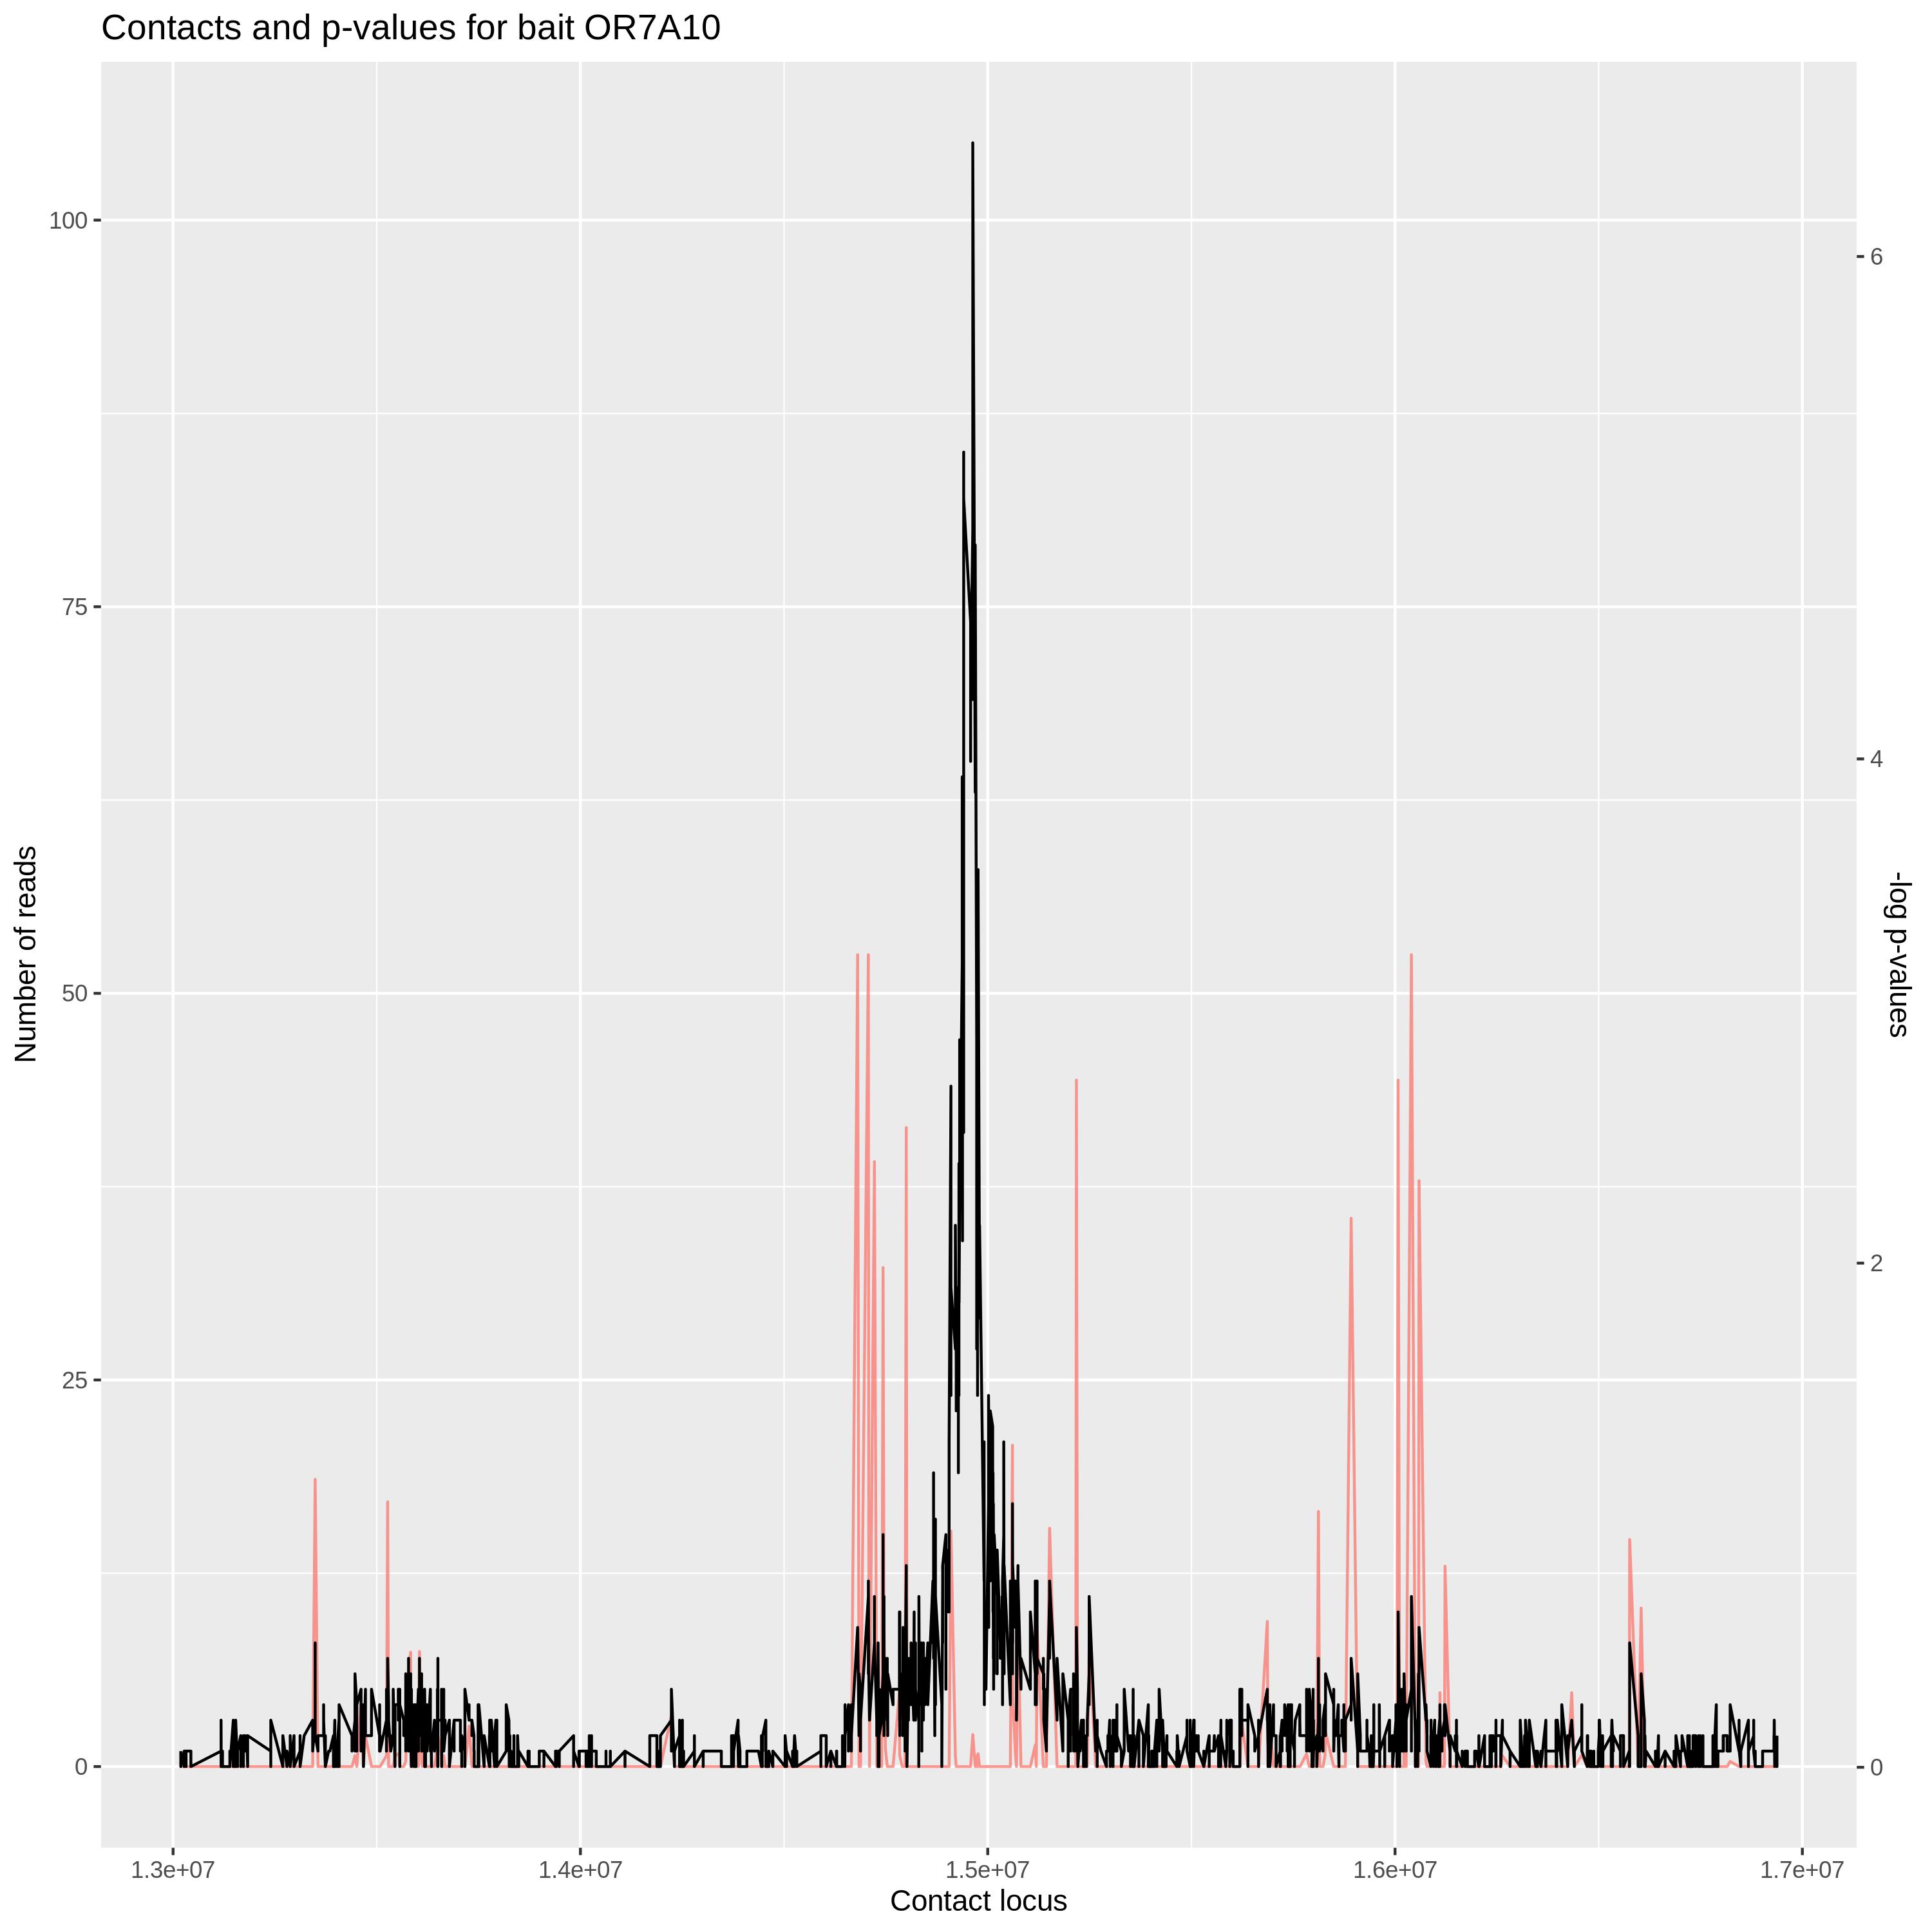 Contacts and p-values for bait OR7A10
100
75
50
25
0
Number of reads
6
4
2
0
-log p-values
1.3e+07 1.4e+07 1.5e+07 1.6e+07 1.7e+07
Contact locus